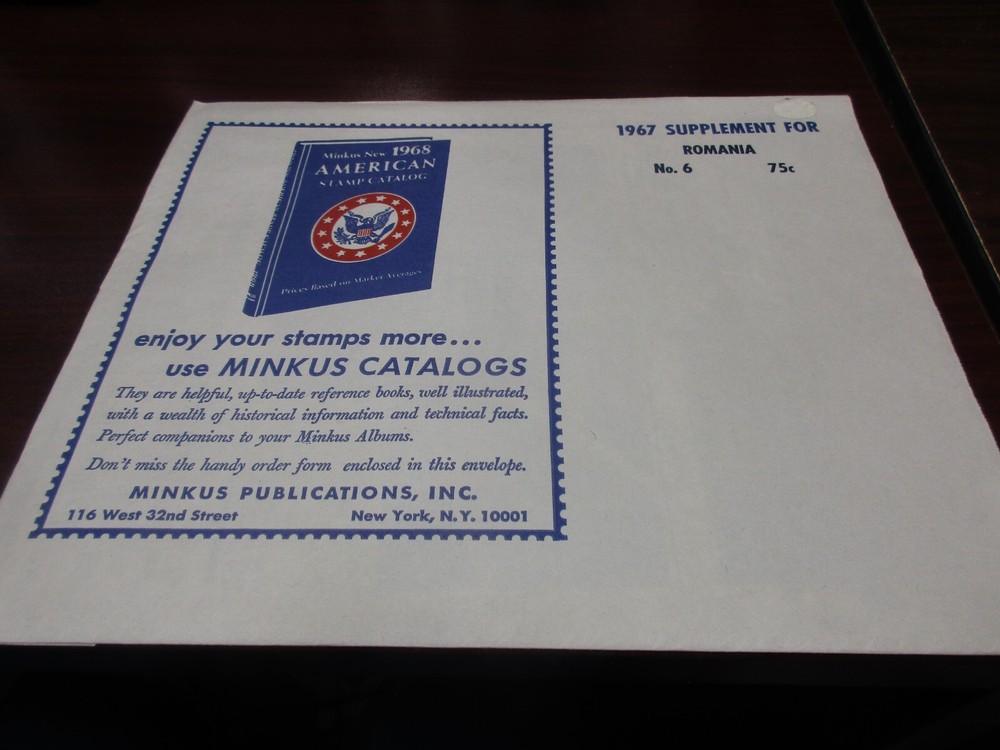 Minkus New 1968
AMERICAN
STAMP CATALOG
Prices Based on Market Averages
enjoy your stamps more...
use MINKUS CATALOGS
They are helpful, up-to-date reference books, well illustrated,
with a wealth of historical information and technical facts.
Perfect companions to your Minkus Albums.
Don't miss the handy order form enclosed in this envelope.
MINKUS PUBLICATIONS, INC.
116 West 32nd Street New York, N.Y. 10001
1967 SUPPLEMENT FOR
ROMANIA
No. 6 75c